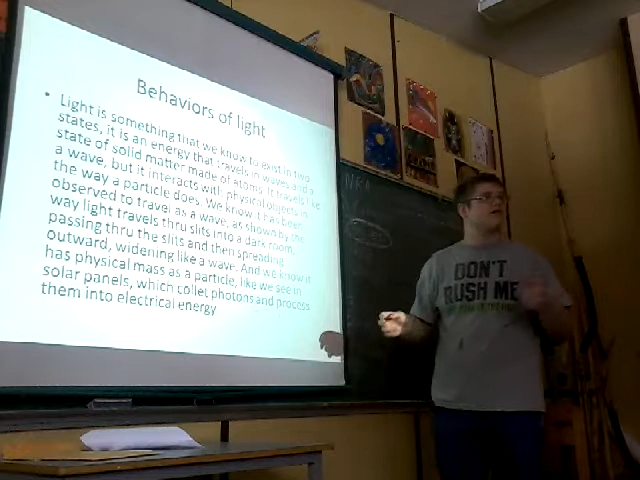 Behaviors of light
• Light is something that we know to exist in two
states, it is an energy that travels in waves and a
state of solid matter made of atoms. It travels like
a wave, but it interacts with physical objects in
the way a particle does. We know it has been
observed to travel as a wave, as shown by the
way light travels thru slits into a dark room,
passing thru the slits and then spreading
outward, widening like a wave. And we know it
has physical mass as a particle, like we see in
solar panels, which collet photons and process
them into electrical energy
DON'T
RUSH ME